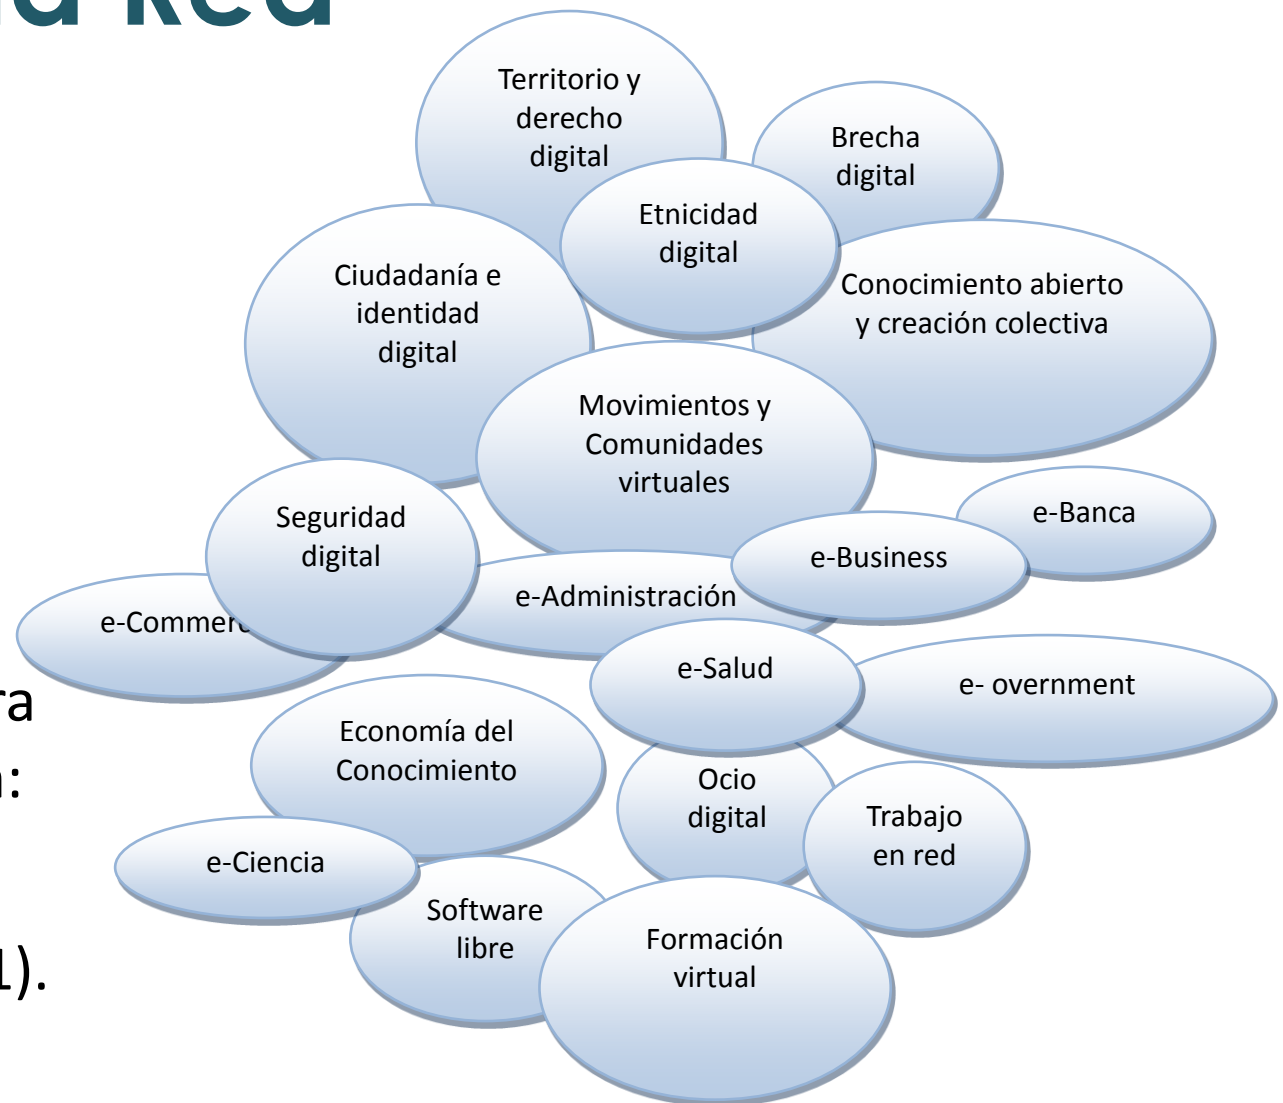 Red
Territorio y
derecho
digital
Brecha
digital
Etnicidad
digital
Ciudadanía e
identidad
digital
Conocimiento abierto
y creación colectiva
Movimientos y
Comunidades
virtuales
Seguridad
digital
e-Banca
e-Business
e-Administración
e-Commerc
e-Salud
e- overnment
ra
Economía del
Conocimiento
:
Ocio
digital
Trabajo
en red
e-Ciencia
Software
libre
Formación
virtual
1).